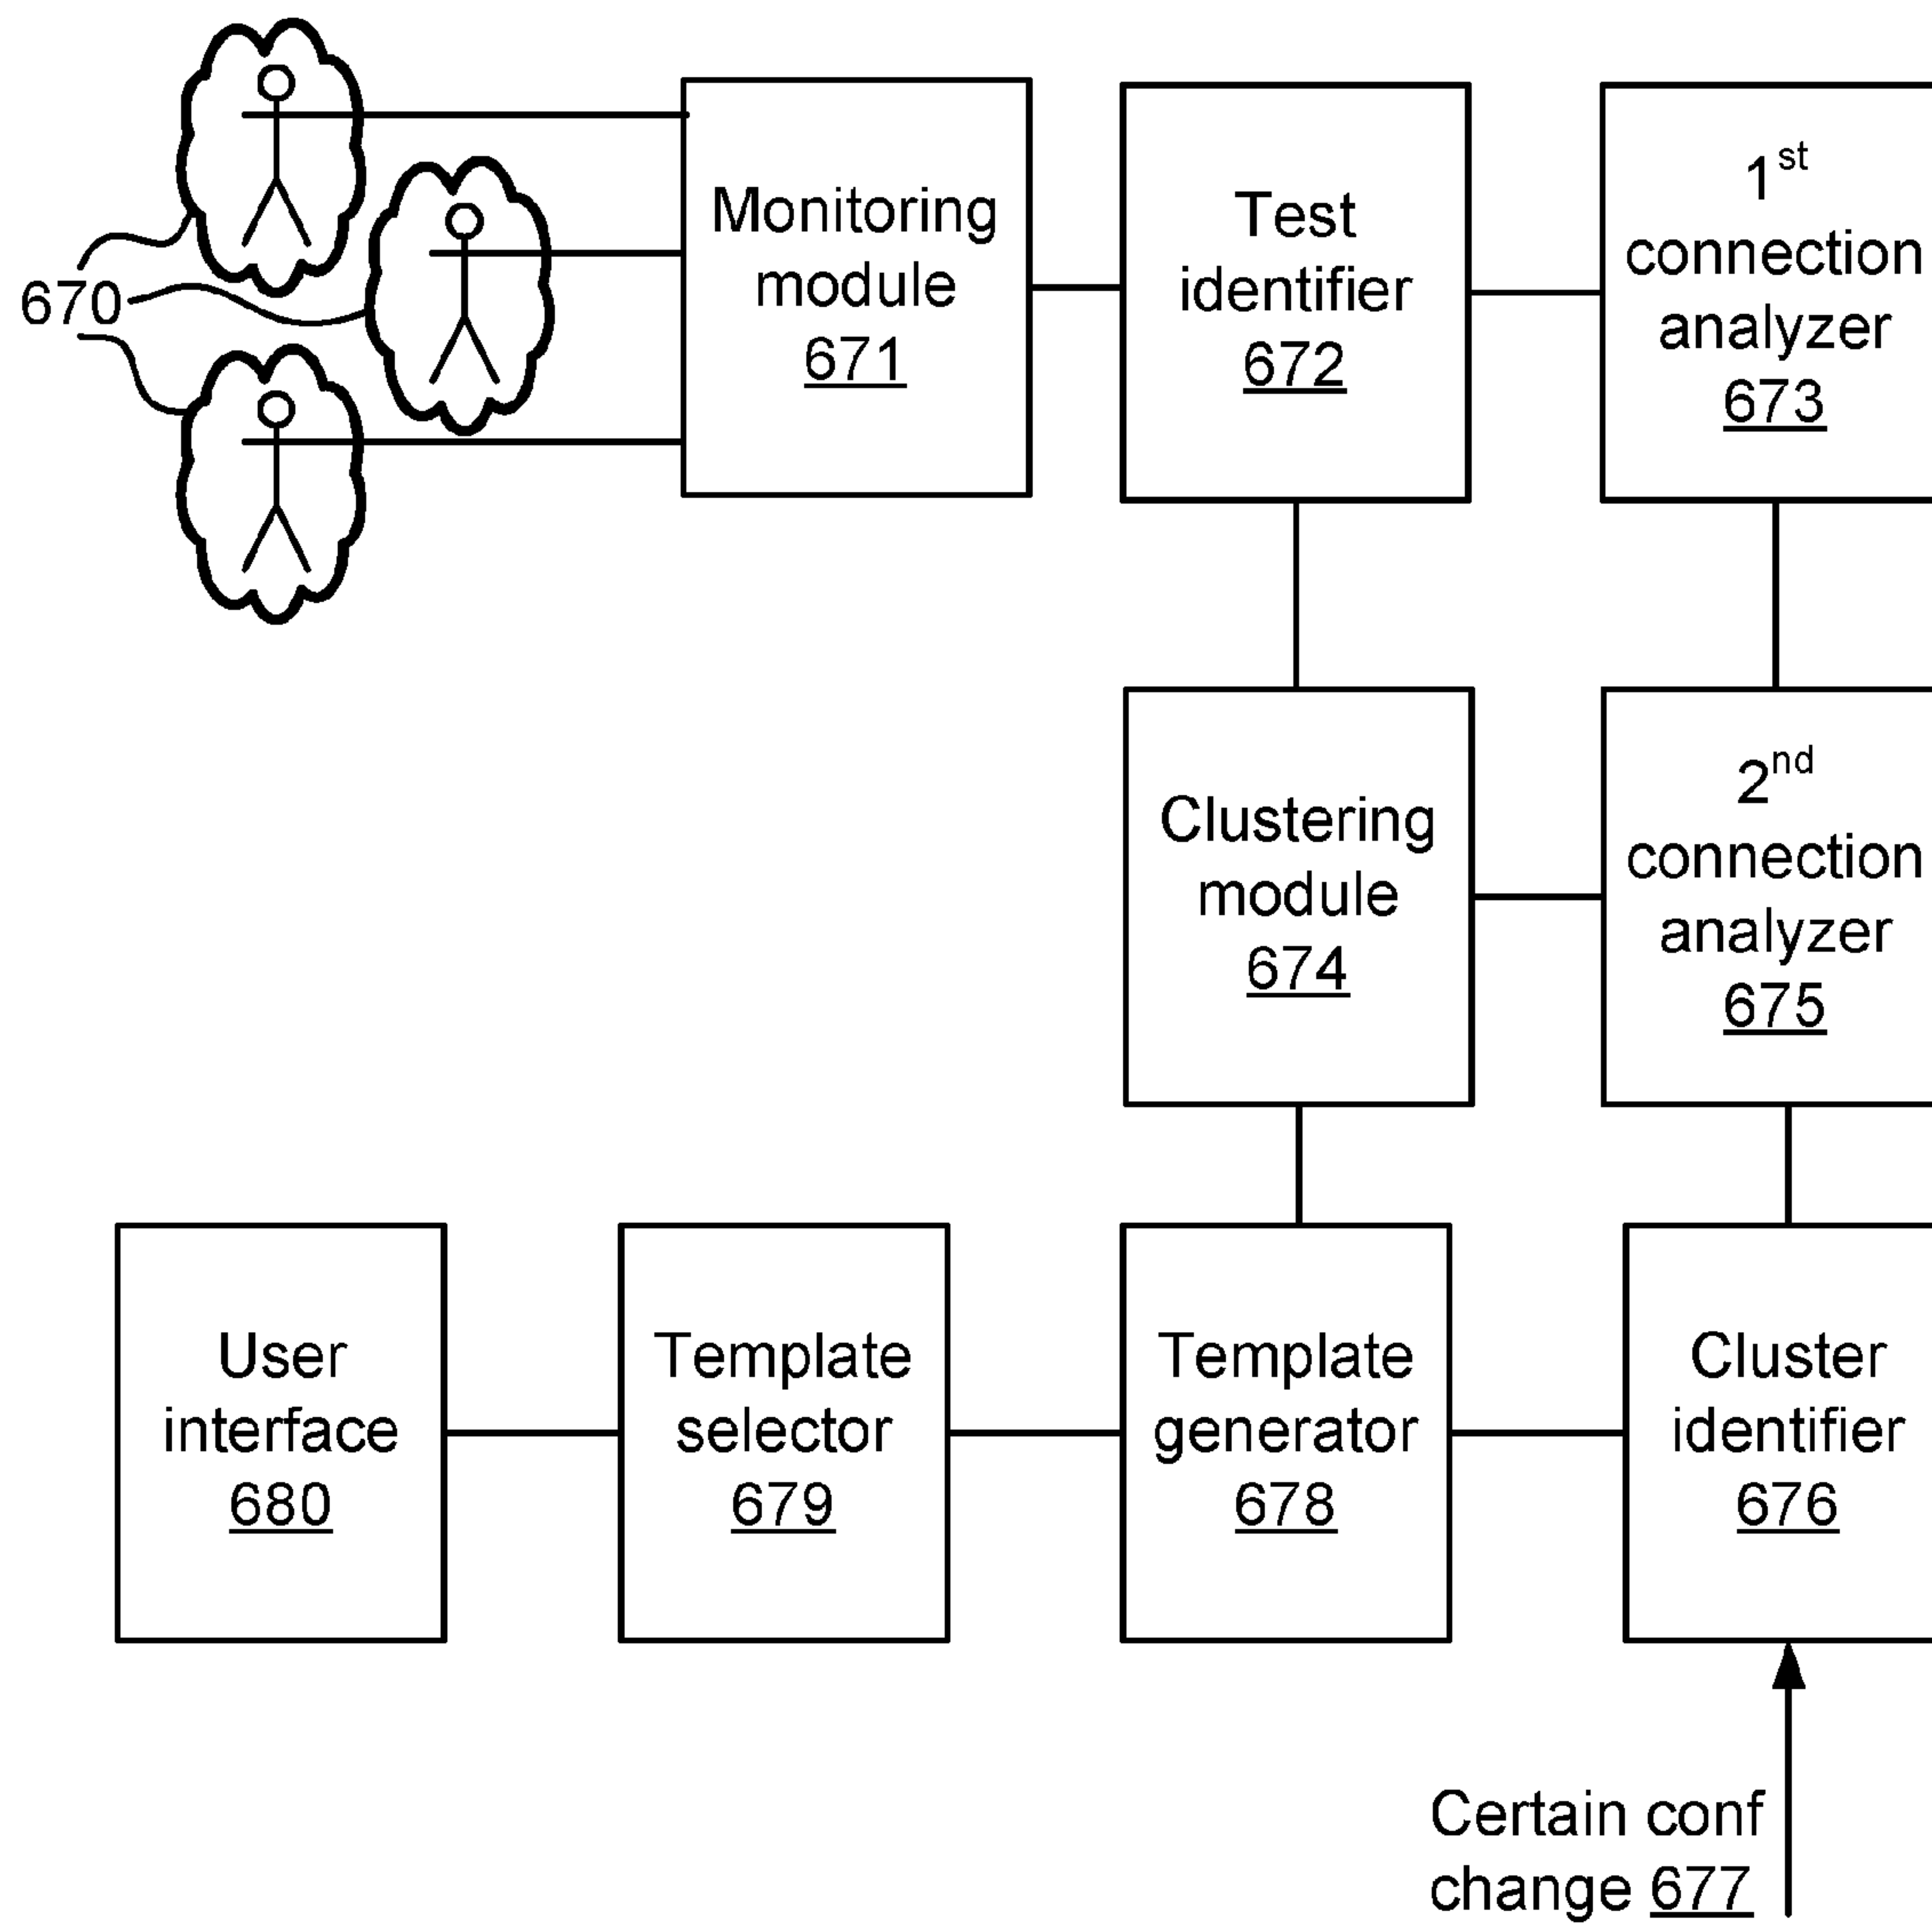 670
Monitoring
module
671
Test
identifier
672
1st
connection
analyzer
673
Clustering
module
674
2nd
connection
analyzer
675
User
interface
680
Template
selector
679
Template
generator
678
Cluster
identifier
676
Certain conf
change 677